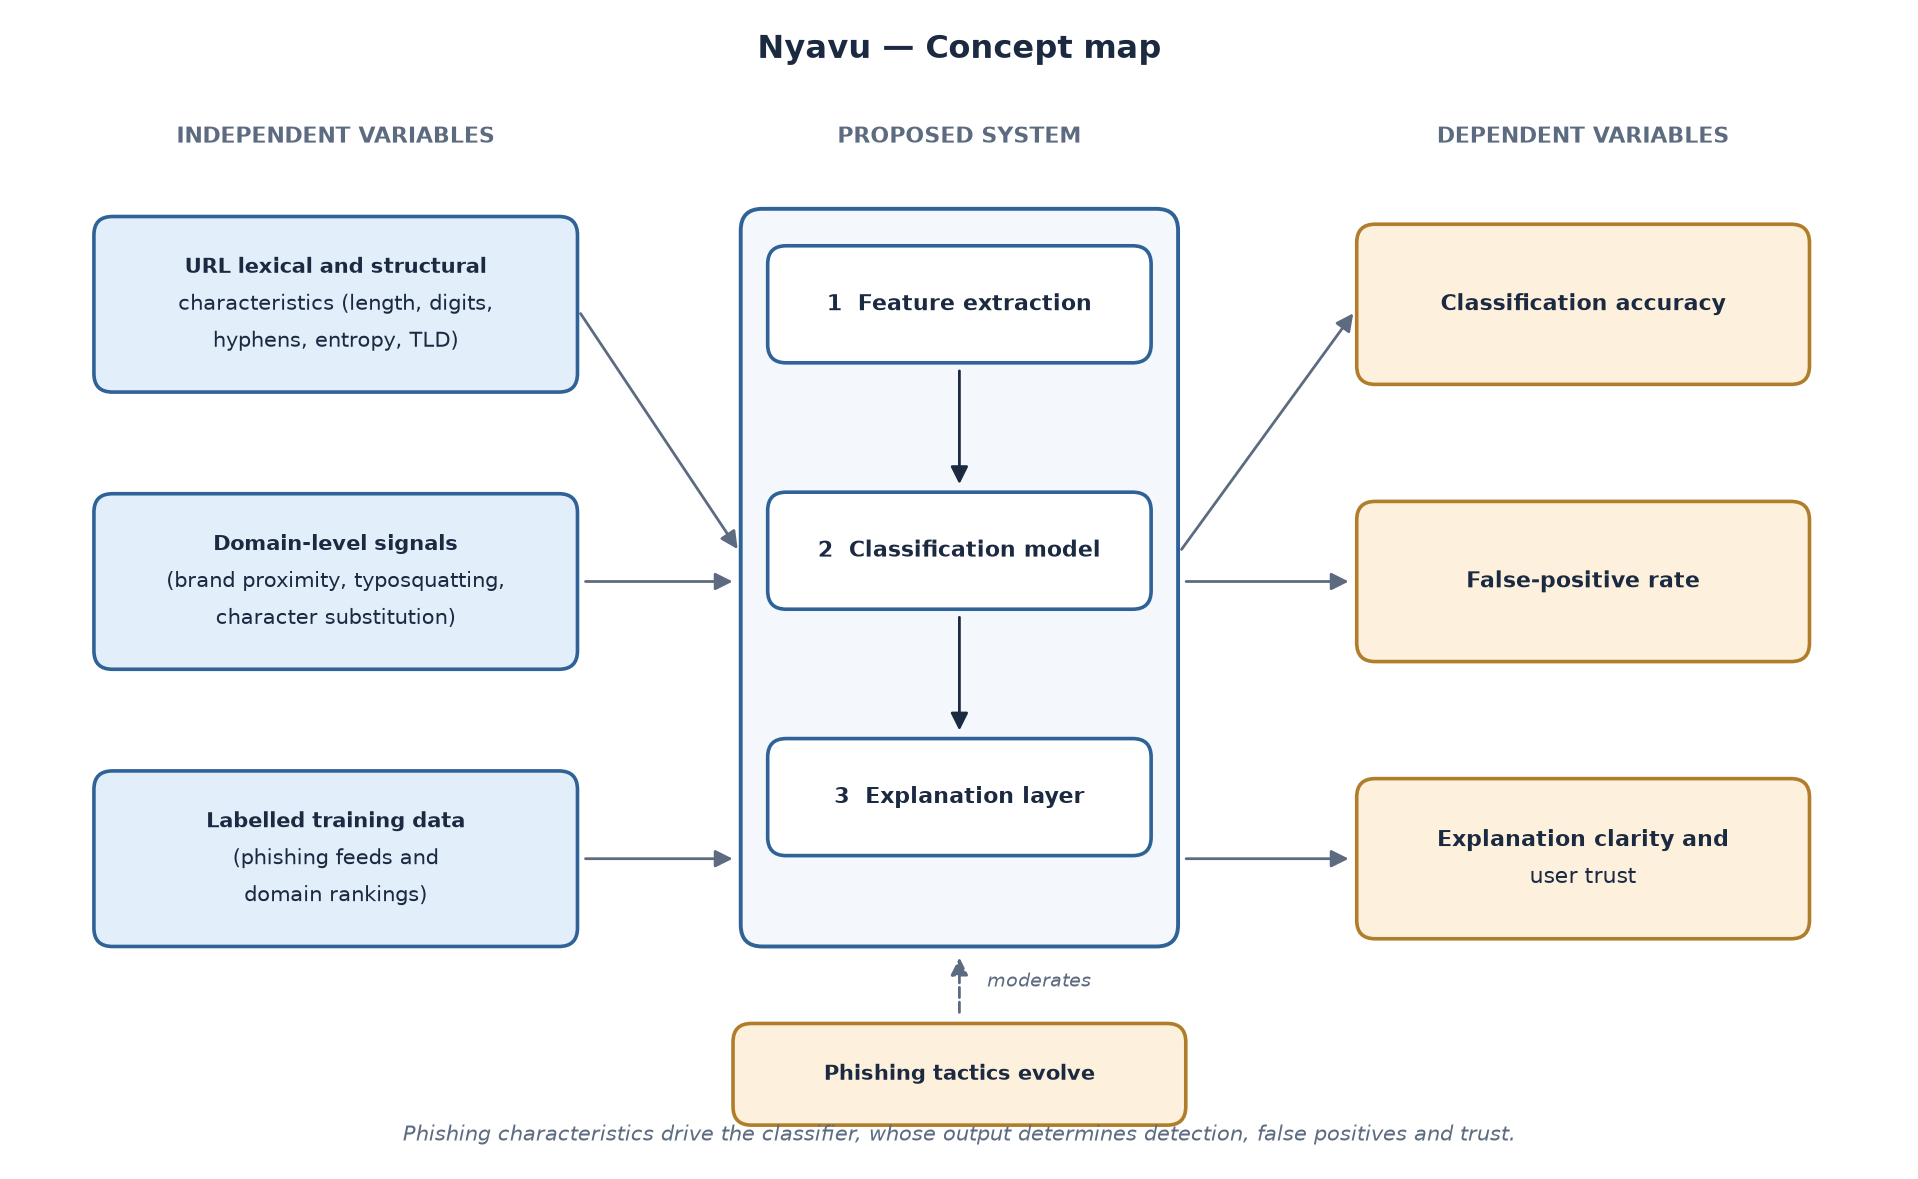 Nyavu — Concept map
INDEPENDENT VARIABLES
PROPOSED SYSTEM
DEPENDENT VARIABLES
URL lexical and structural
characteristics (length, digits,
hyphens, entropy, TLD)
1 Feature extraction
Classification accuracy
Domain-level signals
(brand proximity, typosquatting,
character substitution)
2 Classification model
False-positive rate
Labelled training data
(phishing feeds and
domain rankings)
3 Explanation layer
Explanation clarity and
user trust
moderates
Phishing tactics evolve
Phishing characteristics drive the classifier, whose output determines detection, false positives and trust.